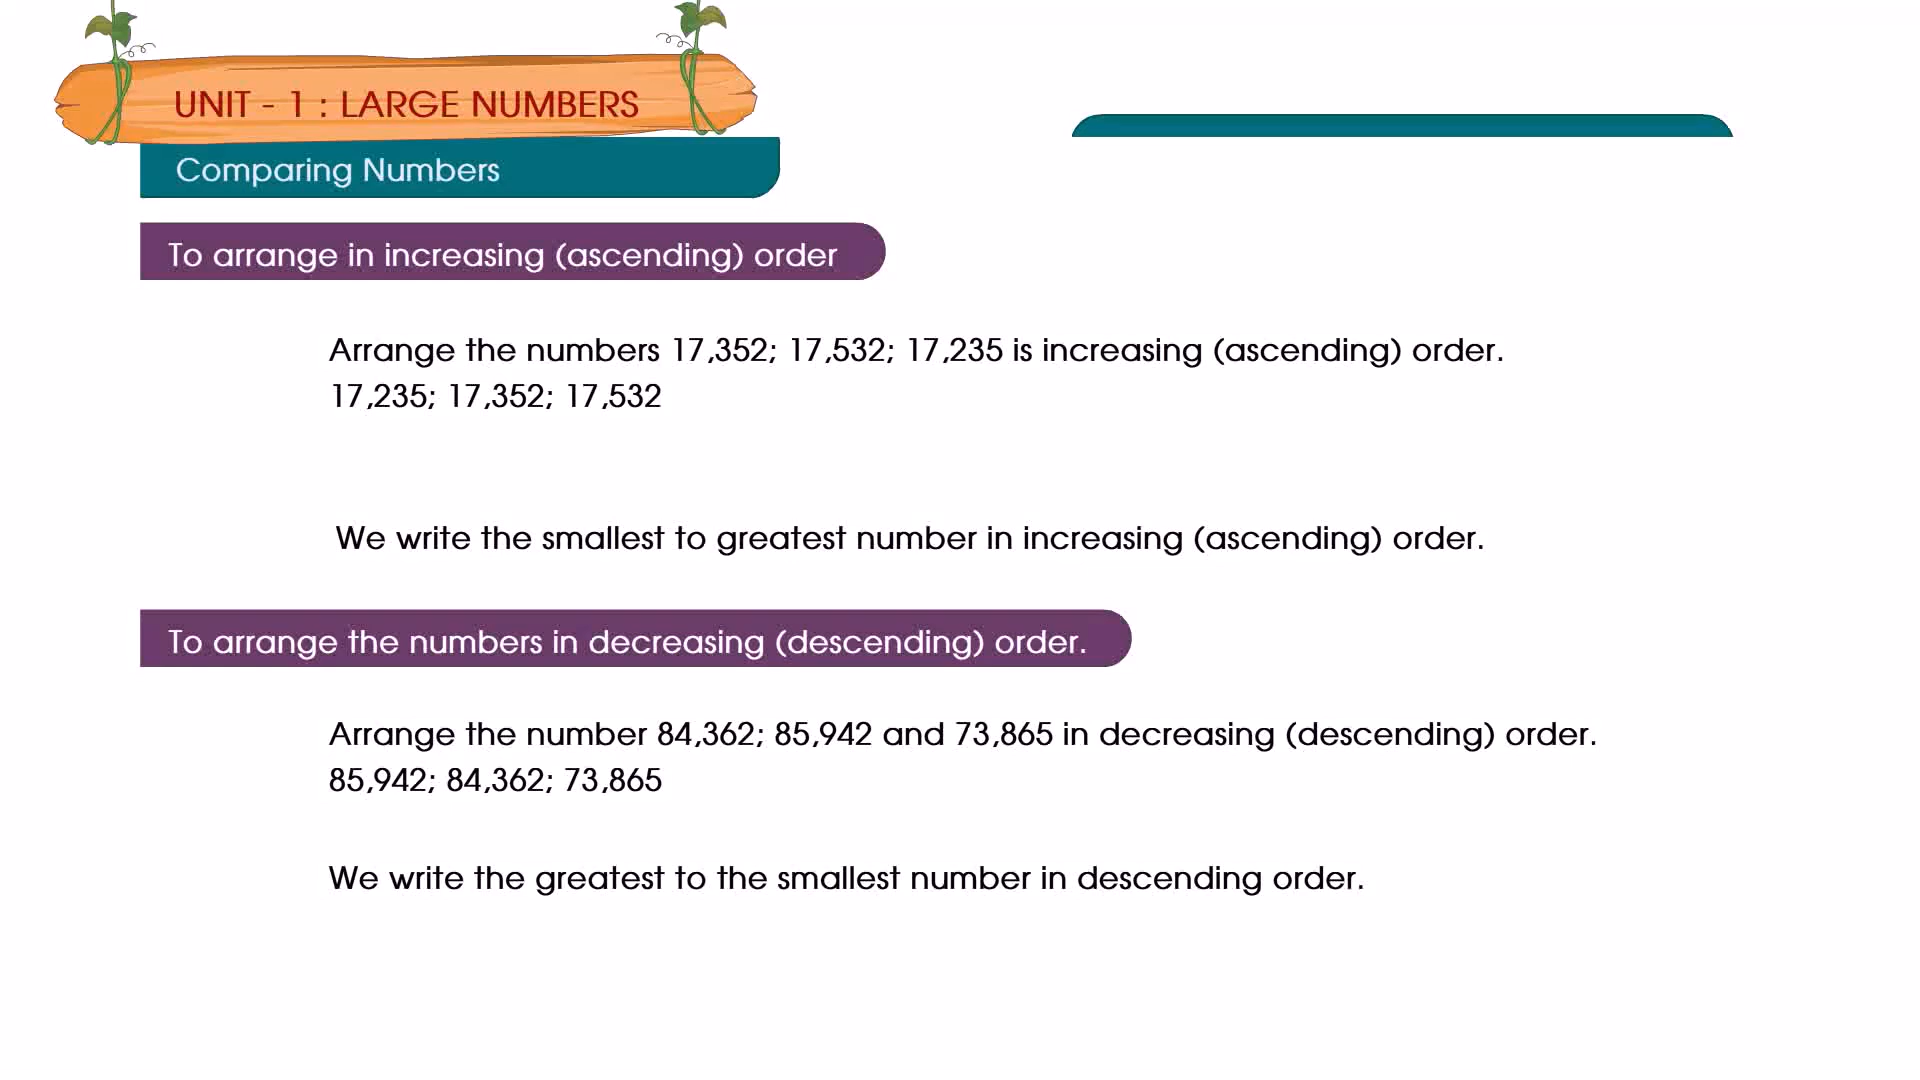 UNIT - 1 : LARGE NUMBERS
Comparing Numbers
To arrange in increasing (ascending) order
Arrange the numbers 17,352; 17,532; 17,235 is increasing (ascending) order.
17,235; 17,352; 17,532
We write the smallest to greatest number in increasing (ascending) order.
To arrange the numbers in decreasing (descending) order.
Arrange the number 84,362; 85,942 and 73,865 in decreasing (descending) order.
85,942; 84,362; 73,865
We write the greatest to the smallest number in descending order.